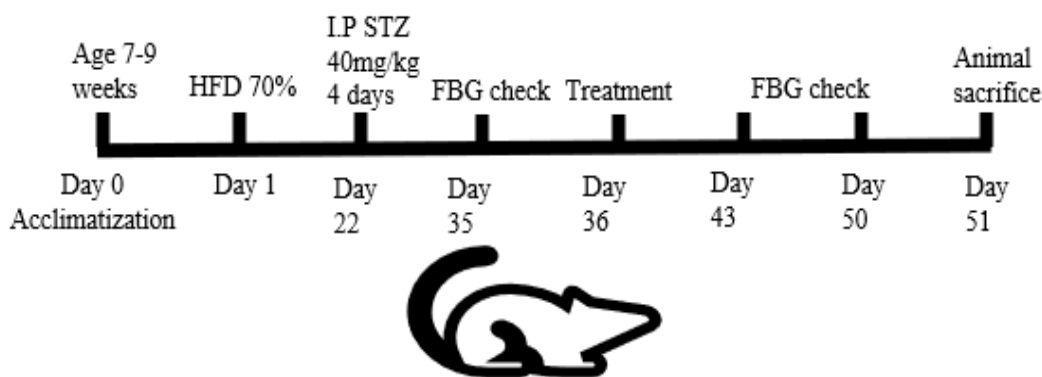 Age 7-9
weeks
HFD 70%
I.P STZ
40mg/kg
4 days
FBG check
Treatment
FBG check
Animal
sacrifice
Day 0
Acclimatization
Day 1
Day
22
Day
35
Day
36
Day
43
Day
50
Day
51